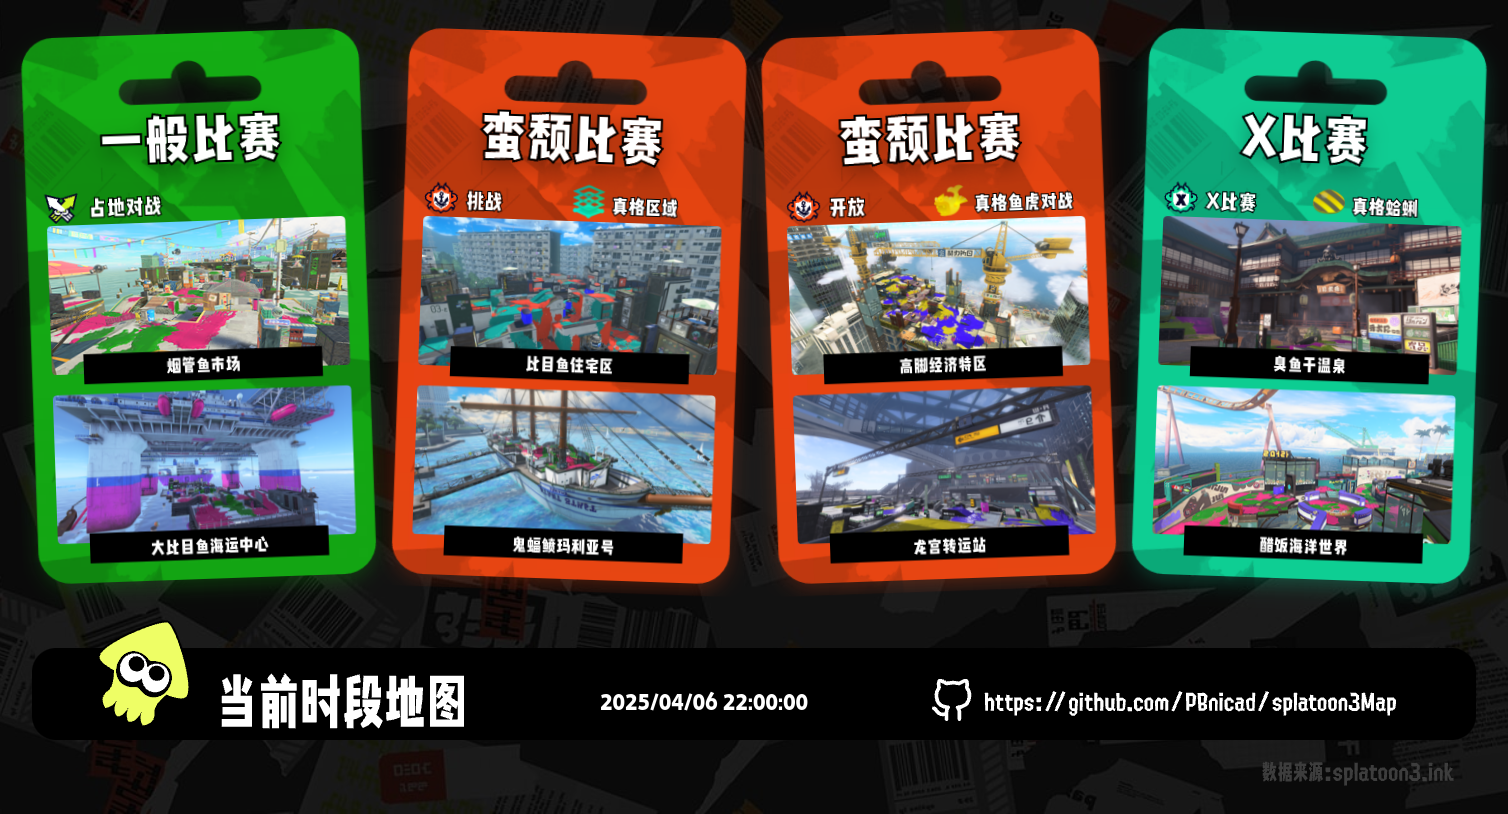 一般比赛
占地对战
烟管鱼市场
大比目鱼海运中心
蛮颓比赛
挑战
真格区域
比目鱼住宅区
鬼蝠鲼玛利亚号
蛮颓比赛
开放
真格鱼虎对战
高脚经济特区
龙宫转运站
X比赛
X比赛
真格蛤蜊
臭鱼干温泉
醋饭海洋世界
当前时段地图
2025/04/06 22:00:00
https://github.com/PBnicad/splatoon3Map
数据来源:splatoon3.ink